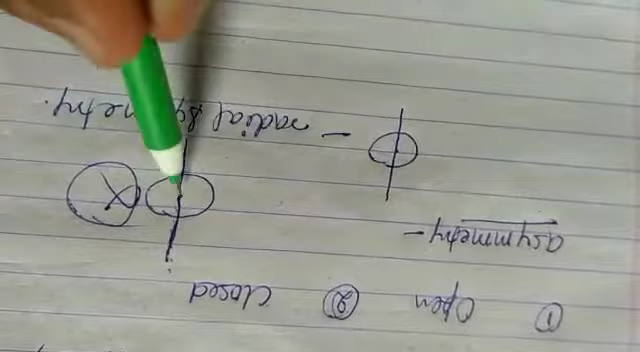 ① Open ② Closed
asymmetry -
- radial symmetry.